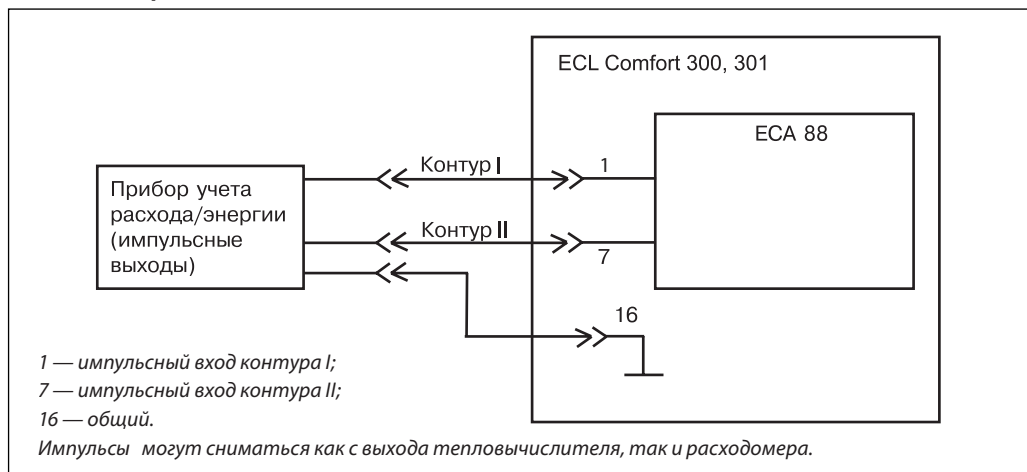 ECL Comfort 300, 301
ECA 88
Контур I
1
Прибор учета
расхода/энергии
(импульсные
выходы)
Контур II
7
16
1 — импульсный вход контура I;
7 — импульсный вход контура II;
16 — общий.
Импульсы могут сниматься как с выхода тепловычислителя, так и расходомера.